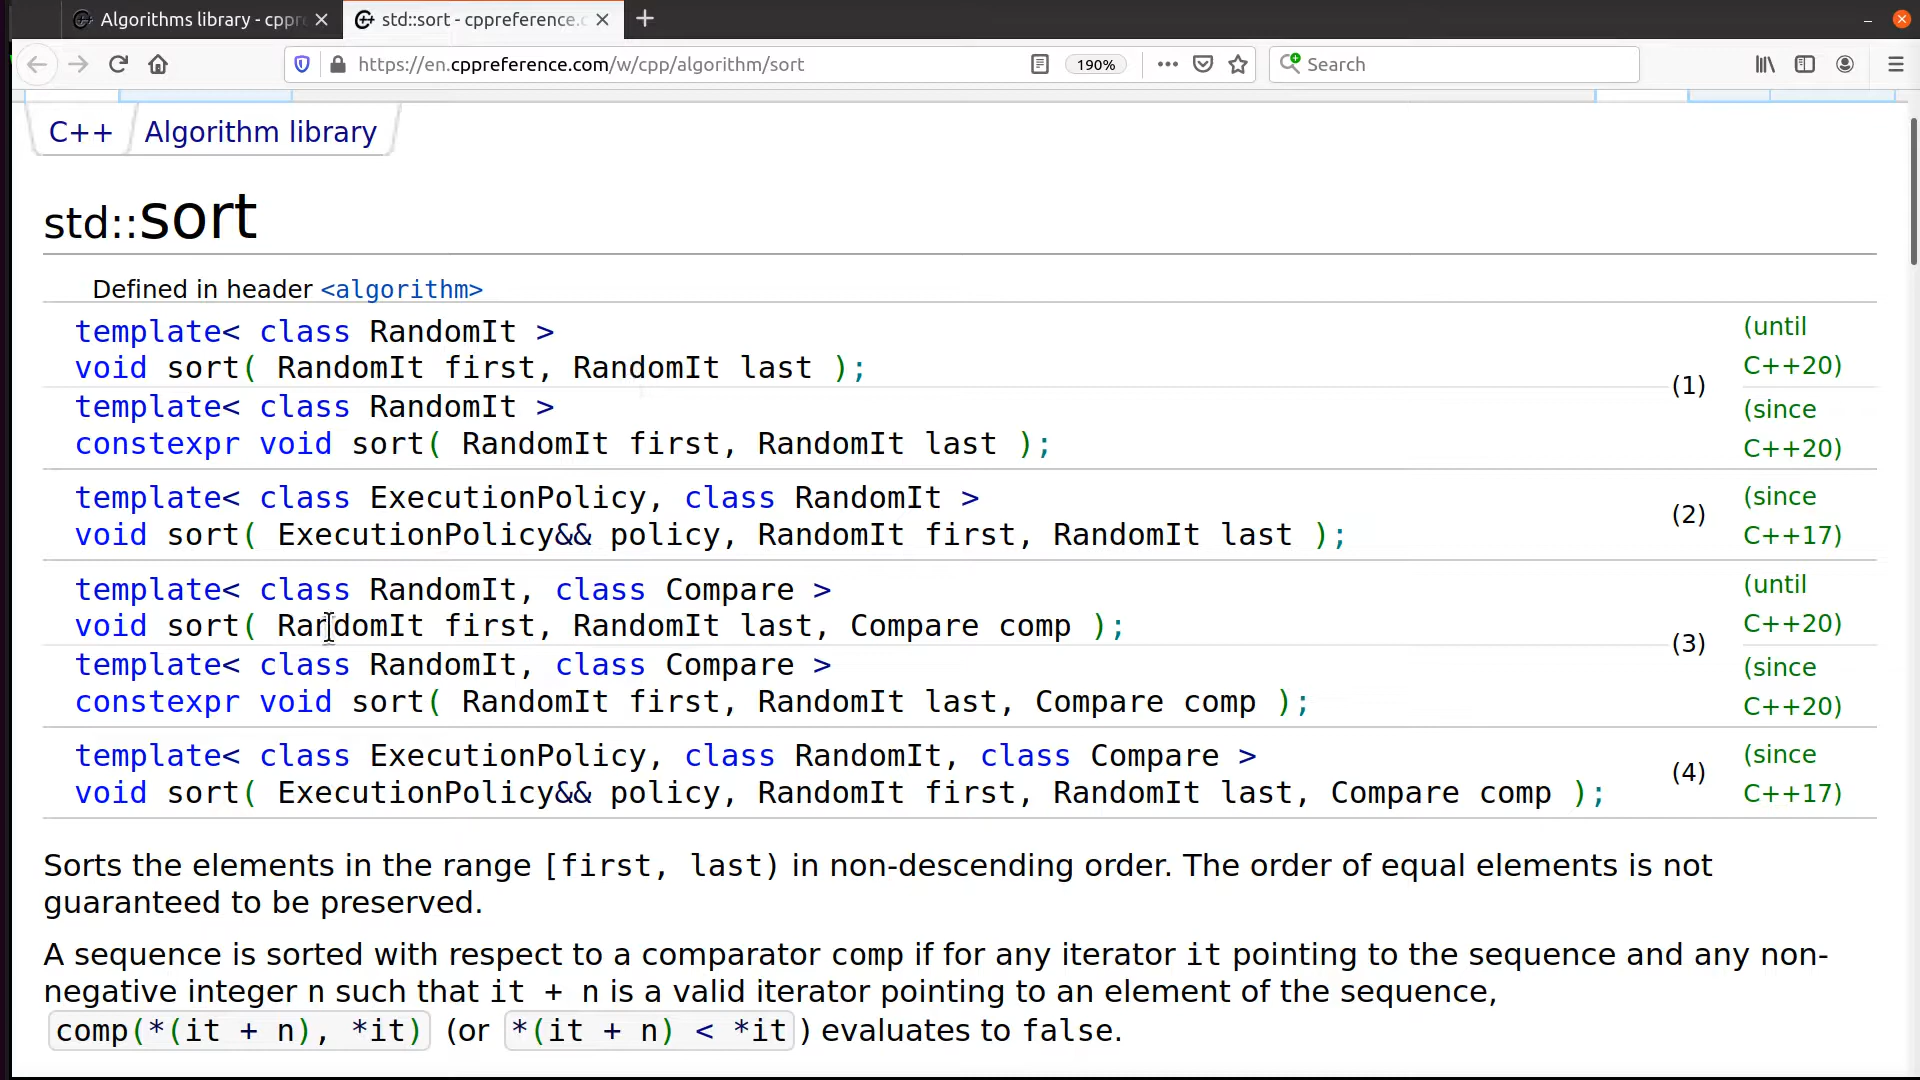 Algorithms library - cppre
std::sort - cppreference.c
https://en.cppreference.com/w/cpp/algorithm/sort
190%
Search
C++
Algorithm library
std::sort
Defined in header <algorithm>
template< class RandomIt >
void sort( RandomIt first, RandomIt last );
(1)
(until
C++20)
template< class RandomIt >
constexpr void sort( RandomIt first, RandomIt last );
(since
C++20)
template< class ExecutionPolicy, class RandomIt >
void sort( ExecutionPolicy&& policy, RandomIt first, RandomIt last );
(2)
(since
C++17)
template< class RandomIt, class Compare >
void sort( RandomIt first, RandomIt last, Compare comp );
(3)
(until
C++20)
template< class RandomIt, class Compare >
constexpr void sort( RandomIt first, RandomIt last, Compare comp );
(since
C++20)
template< class ExecutionPolicy, class RandomIt, class Compare >
void sort( ExecutionPolicy&& policy, RandomIt first, RandomIt last, Compare comp );
(4)
(since
C++17)
Sorts the elements in the range [first, last) in non-descending order. The order of equal elements is not
guaranteed to be preserved.
A sequence is sorted with respect to a comparator comp if for any iterator it pointing to the sequence and any non-
negative integer n such that it + n is a valid iterator pointing to an element of the sequence,
comp(*(it + n), *it) (or *(it + n) < *it) evaluates to false.